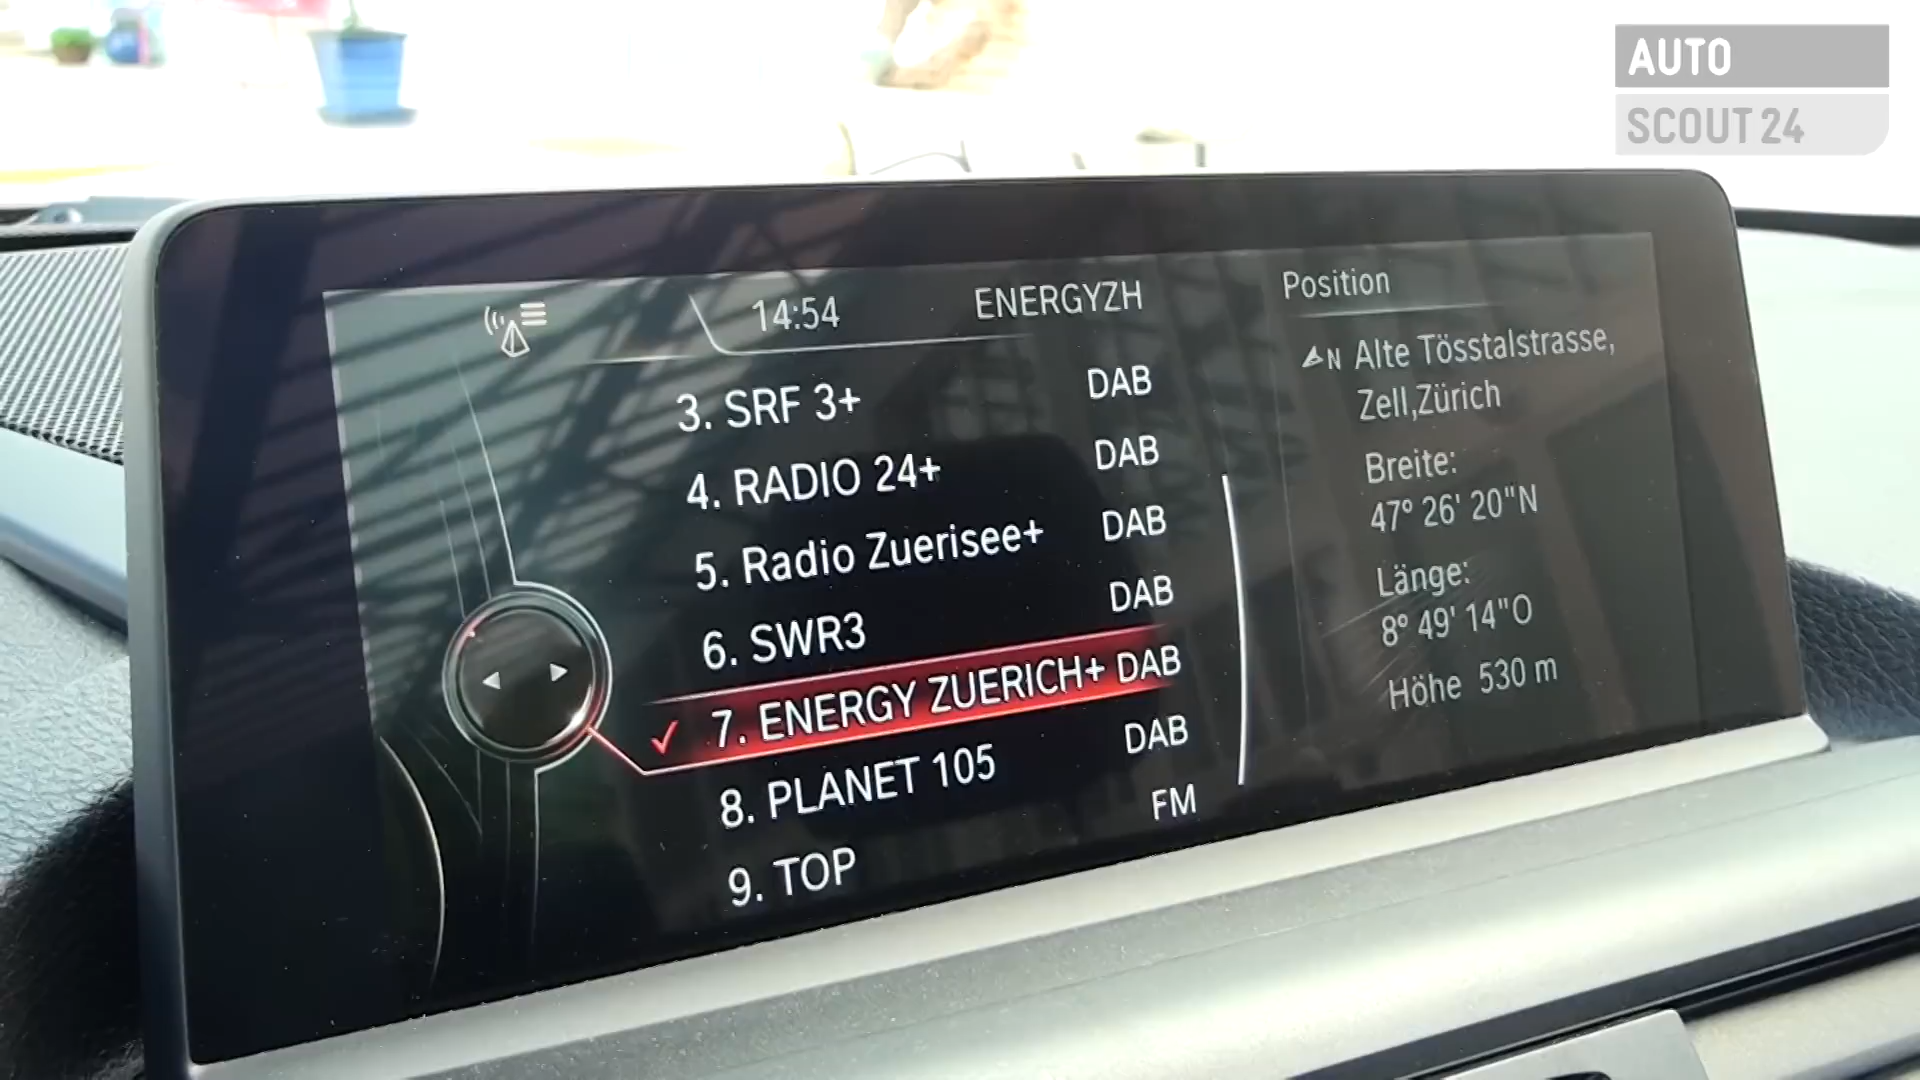 AUTO
SCOUT 24
14:54
ENERGYZH
3. SRF 3+ DAB
4. RADIO 24+ DAB
5. Radio Zuerisee+ DAB
6. SWR3 DAB
7. ENERGY ZUERICH+ DAB
8. PLANET 105 DAB
9. TOP FM
Position
N Alte Tösstalstrasse,
Zell,Zürich
Breite:
47° 26' 20"N
Länge:
8° 49' 14"O
Höhe 530 m